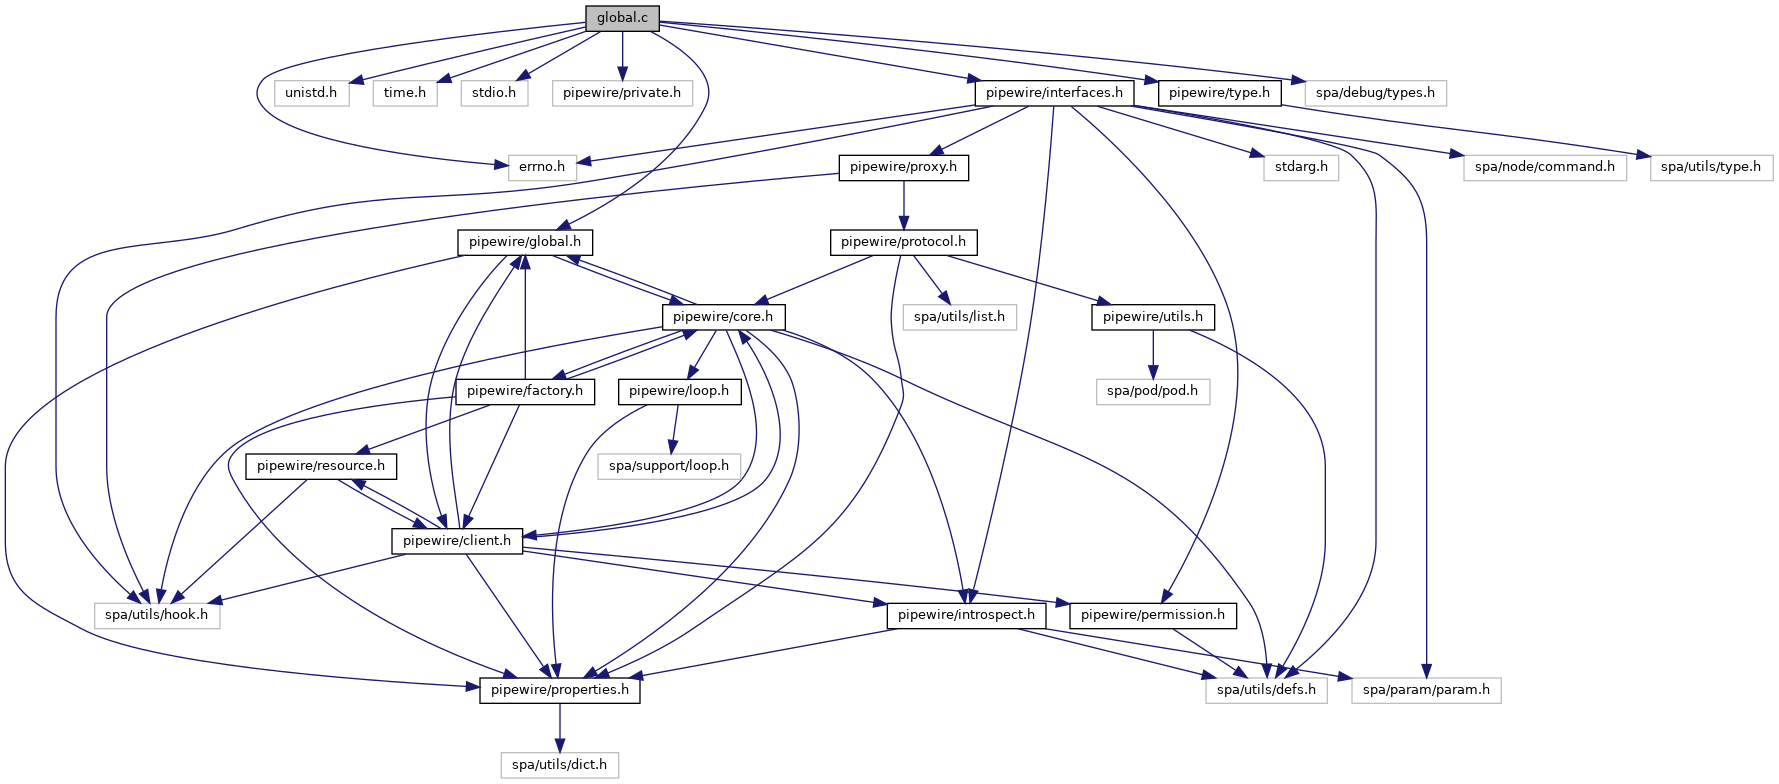 global.c
unistd.h
time.h
stdio.h
pipewire/private.h
pipewire/interfaces.h
pipewire/type.h
spa/debug/types.h
errno.h
pipewire/proxy.h
stdarg.h
spa/node/command.h
spa/utils/type.h
pipewire/global.h
pipewire/protocol.h
pipewire/core.h
spa/utils/list.h
pipewire/utils.h
pipewire/factory.h
pipewire/loop.h
spa/pod/pod.h
pipewire/resource.h
spa/support/loop.h
pipewire/client.h
spa/utils/hook.h
pipewire/introspect.h
pipewire/permission.h
pipewire/properties.h
spa/utils/defs.h
spa/param/param.h
spa/utils/dict.h